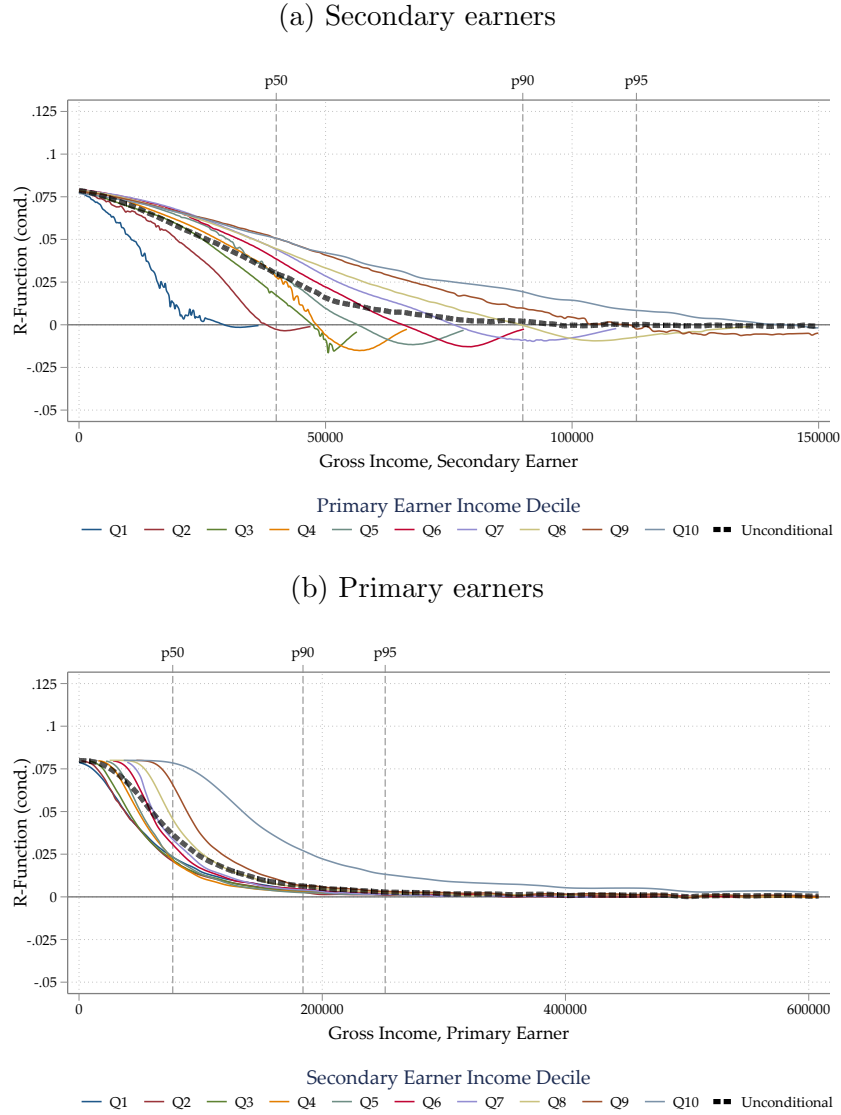 (a) Secondary earners
p50 p90 p95
.125
.1
.075
.05
.025
0
-.025
-.05
R-Function (cond.)
0 50000 100000 150000
Gross Income, Secondary Earner
Primary Earner Income Decile
Q1 Q2 Q3 Q4 Q5 Q6 Q7 Q8 Q9 Q10 Unconditional
(b) Primary earners
p50 p90 p95
.125
.1
.075
.05
.025
0
-.025
-.05
R-Function (cond.)
0 200000 400000 600000
Gross Income, Primary Earner
Secondary Earner Income Decile
Q1 Q2 Q3 Q4 Q5 Q6 Q7 Q8 Q9 Q10 Unconditional